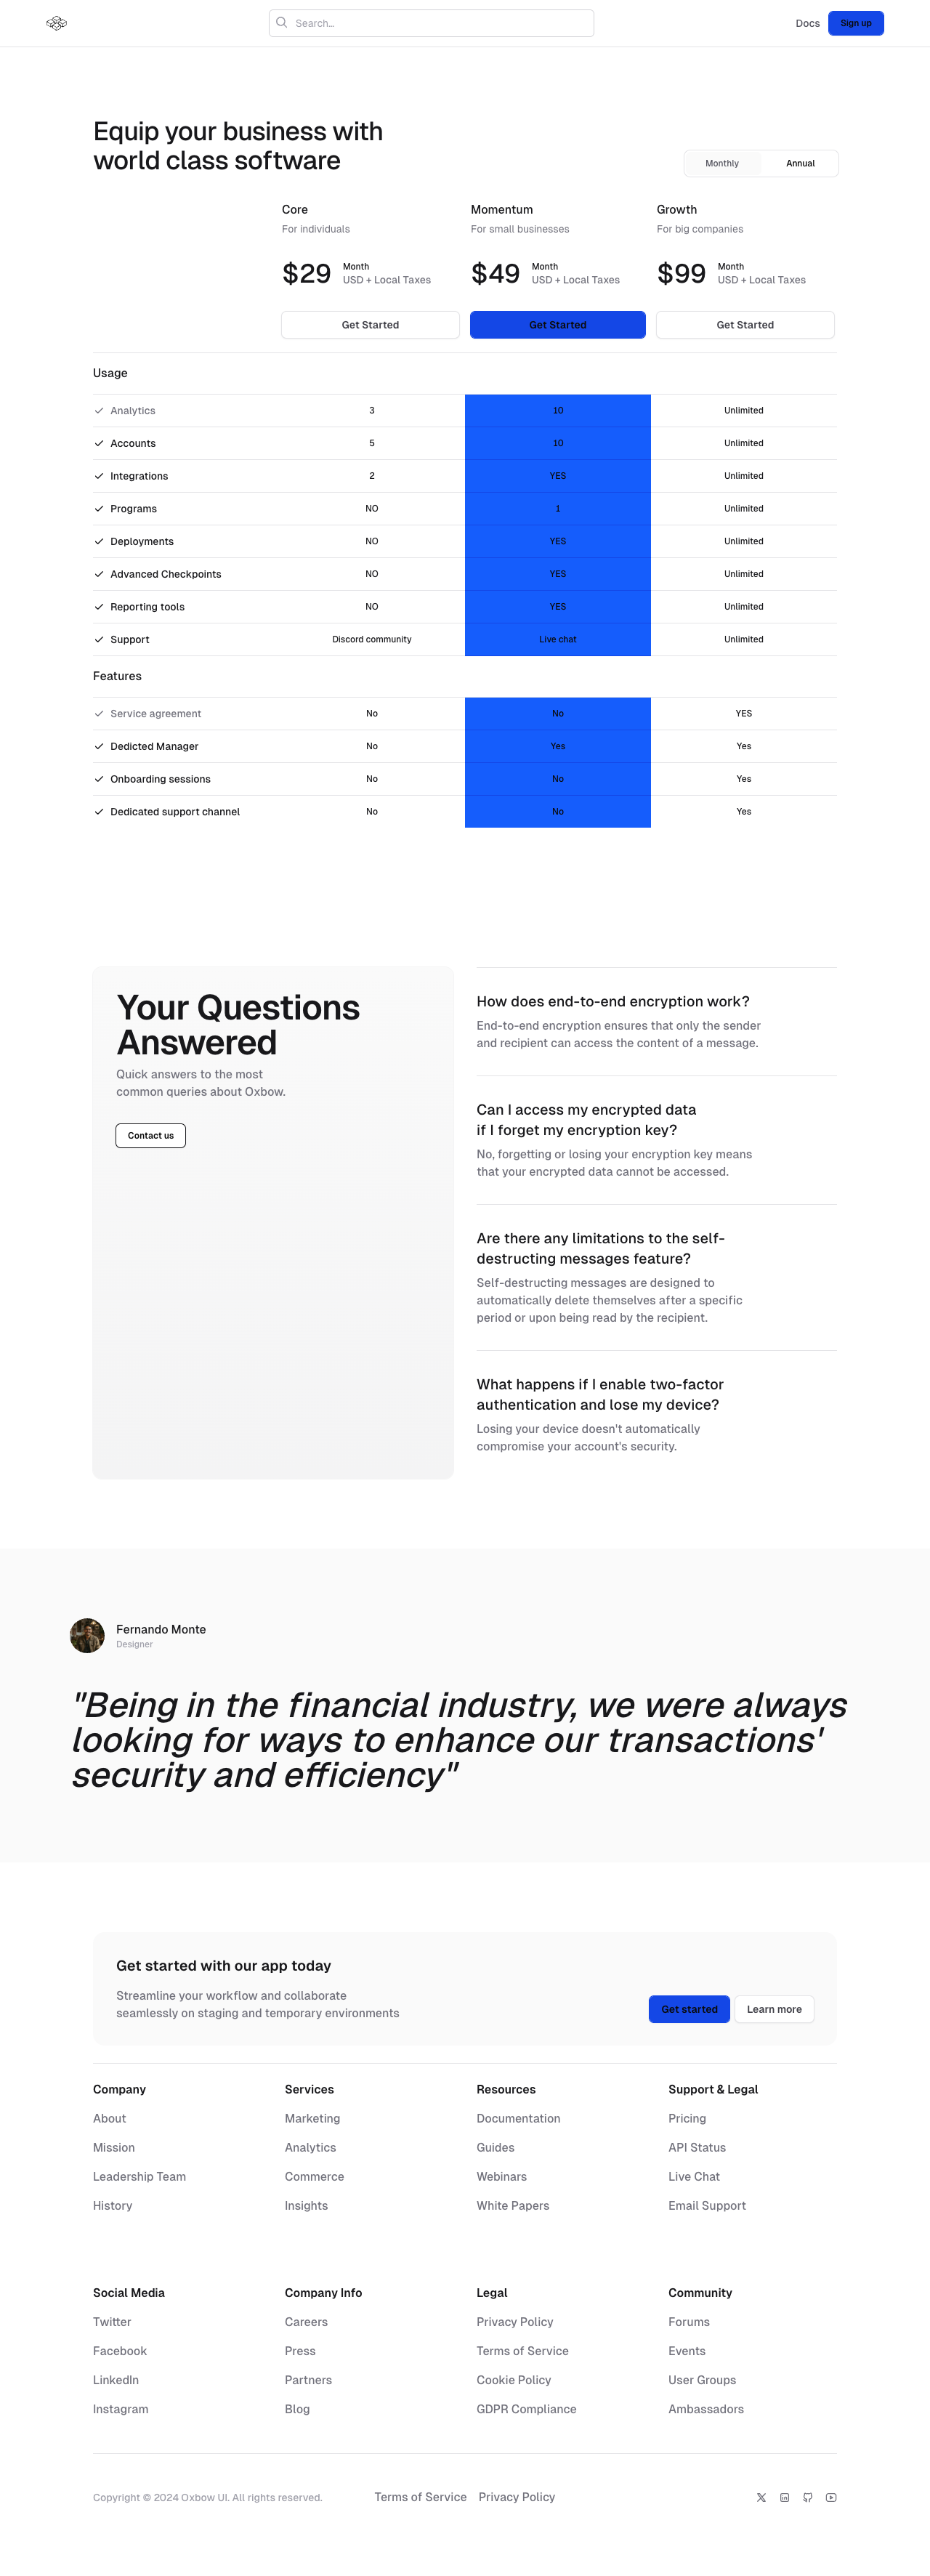 Search...
Docs
Sign up
Equip your business with
world class software
Monthly
Annual
Core
For individuals
$29
Month
USD + Local Taxes
Get Started
Momentum
For small businesses
$49
Month
USD + Local Taxes
Get Started
Growth
For big companies
$99
Month
USD + Local Taxes
Get Started
Usage
Analytics 3 10 Unlimited
Accounts 5 10 Unlimited
Integrations 2 YES Unlimited
Programs NO 1 Unlimited
Deployments NO YES Unlimited
Advanced Checkpoints NO YES Unlimited
Reporting tools NO YES Unlimited
Support Discord community Live chat Unlimited
Features
Service agreement No No YES
Dedicted Manager No Yes Yes
Onboarding sessions No No Yes
Dedicated support channel No No Yes
Your Questions
Answered
Quick answers to the most
common queries about Oxbow.
Contact us
How does end-to-end encryption work?
End-to-end encryption ensures that only the sender
and recipient can access the content of a message.
Can I access my encrypted data
if I forget my encryption key?
No, forgetting or losing your encryption key means
that your encrypted data cannot be accessed.
Are there any limitations to the self-
destructing messages feature?
Self-destructing messages are designed to
automatically delete themselves after a specific
period or upon being read by the recipient.
What happens if I enable two-factor
authentication and lose my device?
Losing your device doesn't automatically
compromise your account's security.
Fernando Monte
Designer
"Being in the financial industry, we were always
looking for ways to enhance our transactions'
security and efficiency"
Get started with our app today
Streamline your workflow and collaborate
seamlessly on staging and temporary environments
Get started
Learn more
Company
About
Mission
Leadership Team
History
Services
Marketing
Analytics
Commerce
Insights
Resources
Documentation
Guides
Webinars
White Papers
Support & Legal
Pricing
API Status
Live Chat
Email Support
Social Media
Twitter
Facebook
LinkedIn
Instagram
Company Info
Careers
Press
Partners
Blog
Legal
Privacy Policy
Terms of Service
Cookie Policy
GDPR Compliance
Community
Forums
Events
User Groups
Ambassadors
Copyright © 2024 Oxbow UI. All rights reserved.
Terms of Service
Privacy Policy